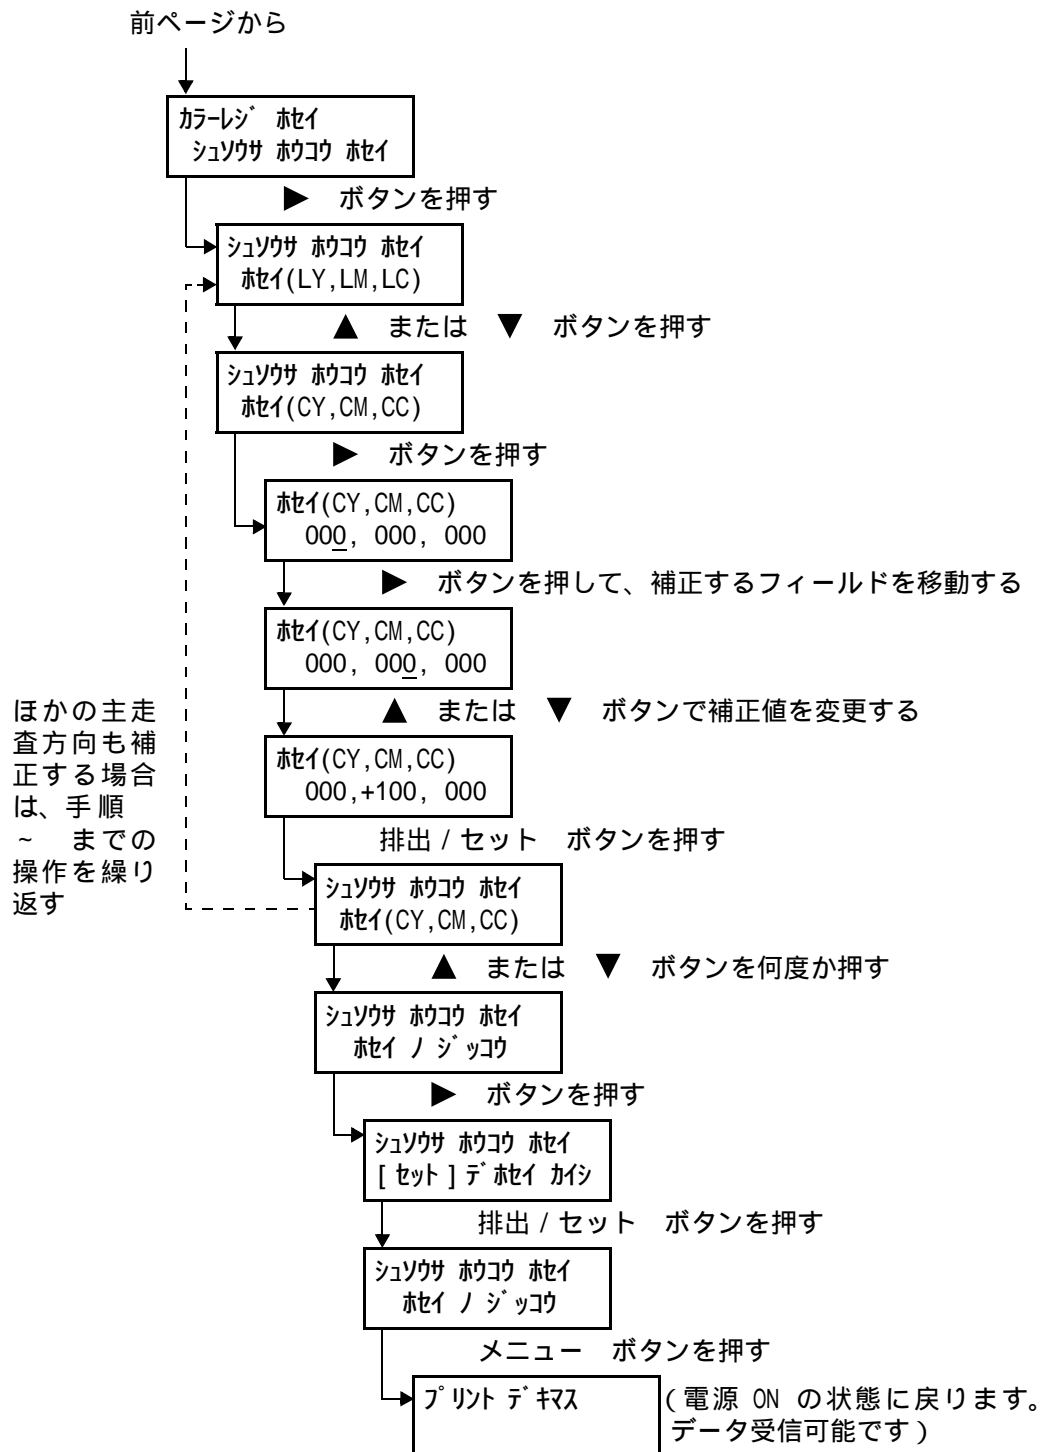 前ページから
ｶﾗｰﾚｼﾞ ﾎｾｲ
ｼｭｿｳｻ ﾎｳｺｳ ﾎｾｲ
▶ ボタンを押す
ｼｭｿｳｻ ﾎｳｺｳ ﾎｾｲ
ﾎｾｲ(LY,LM,LC)
▲ または ▼ ボタンを押す
ｼｭｿｳｻ ﾎｳｺｳ ﾎｾｲ
ﾎｾｲ(CY,CM,CC)
▶ ボタンを押す
ﾎｾｲ(CY,CM,CC)
000, 000, 000
▶ ボタンを押して、補正するフィールドを移動する
ﾎｾｲ(CY,CM,CC)
000, 000, 000
▲ または ▼ ボタンで補正値を変更する
ﾎｾｲ(CY,CM,CC)
000,+100, 000
排出 / セット ボタンを押す
ｼｭｿｳｻ ﾎｳｺｳ ﾎｾｲ
ﾎｾｲ(CY,CM,CC)
ほかの主走
査方向も補
正する場合
は、手順
~ までの
操作を繰り
返す
▲ または ▼ ボタンを何度か押す
ｼｭｿｳｻ ﾎｳｺｳ ﾎｾｲ
ﾎｾｲ ﾉ ｼﾞｯｺｳ
▶ ボタンを押す
ｼｭｿｳｻ ﾎｳｺｳ ﾎｾｲ
[ ｾｯﾄ ] ﾃﾞﾎｾｲ ｶｲｼ
排出 / セット ボタンを押す
ｼｭｿｳｻ ﾎｳｺｳ ﾎｾｲ
ﾎｾｲ ﾉ ｼﾞｯｺｳ
メニュー ボタンを押す
ﾌﾟﾘﾝﾄ ﾃﾞｷﾏｽ
(電源 ON の状態に戻ります。
データ受信可能です)